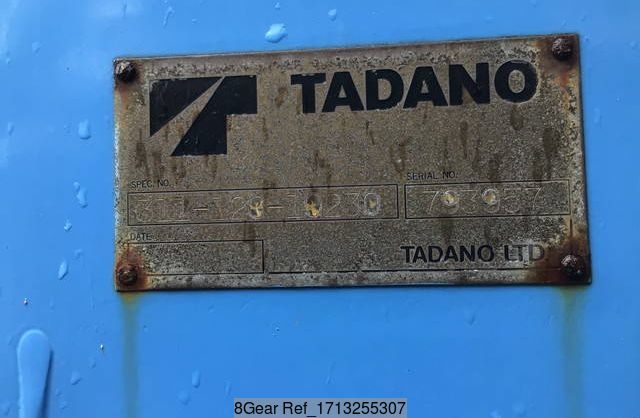 TADANO
SPEC. NO.
SERIAL NO.
DATE
TADANO LTD.
8Gear Ref_1713255307